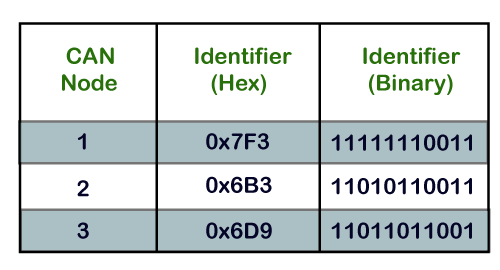 CAN Node Identifier (Hex) Identifier (Binary)
1 0x7F3 11111110011
2 0x6B3 11010110011
3 0x6D9 11011011001